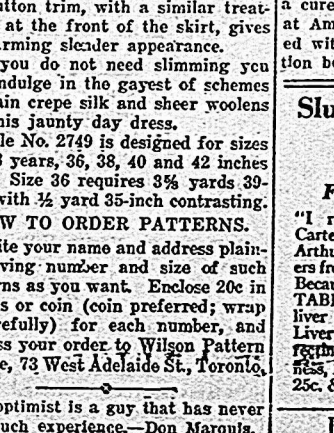 utton trim, with a similar treat-
at the front of the skirt, gives
arming slender appearance.
you do not need slimming you
ndulge in the gayest of schemes
ain crepe silk and sheer woolens
his jaunty day dress.
le No. 2749 is designed for sizes
8 years, 36, 38, 40 and 42 inches
Size 36 requires 3⅝ yards 39-
with ½ yard 35-inch contrasting.
W TO ORDER PATTERNS.
ite your name and address plain-
ving number and size of such
rns as you want. Enclose 20c in
s or coin (coin preferred; wrap
refully) for each number, and
ss your order to Wilson Pattern
e, 73 West Adelaide St., Toronto.
optimist is a guy that has never
uch experience.—Don Marquis.
a cure
at Am
ed wit
tion b
Slu
F
"I r
Carte
Arthu
ers fr
Becau
TABL
liver
Liver
ness,
25c. &